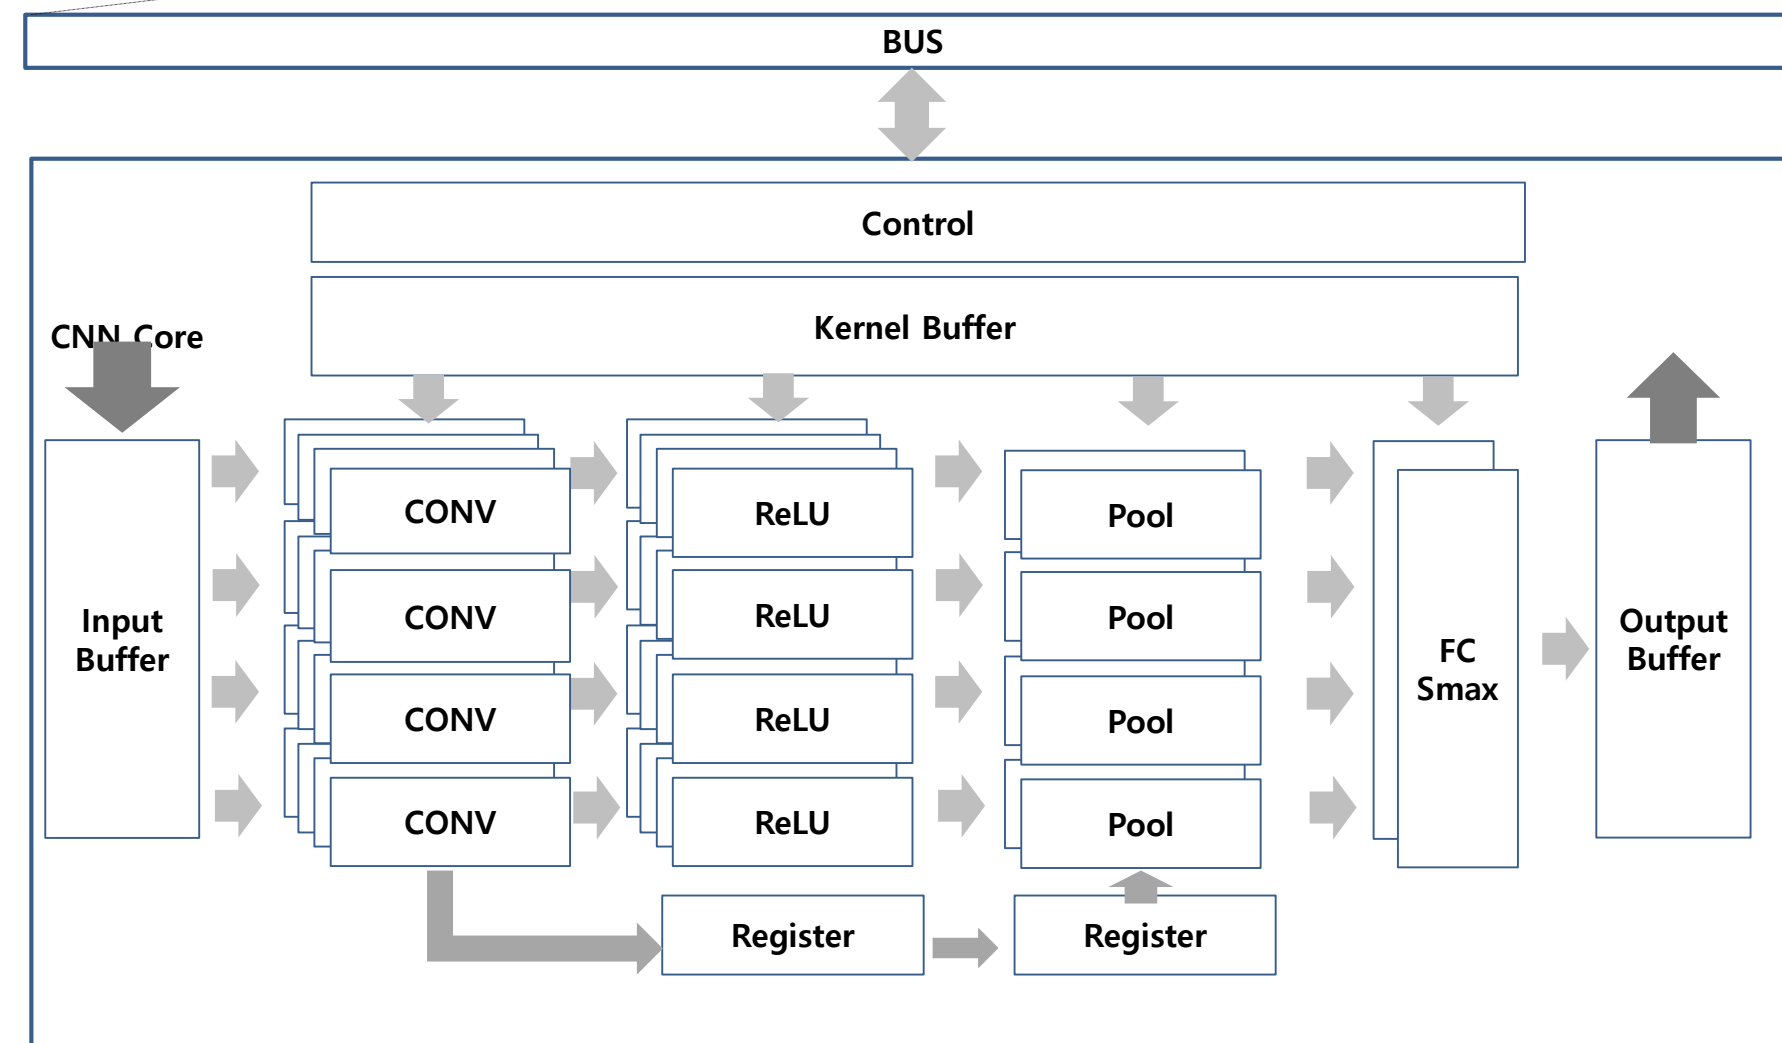 BUS
Control
Kernel Buffer
CNN Core
Input
Buffer
CONV
ReLU
Pool
CONV
ReLU
Pool
CONV
ReLU
Pool
CONV
ReLU
Pool
FC
Smax
Output
Buffer
Register
Register